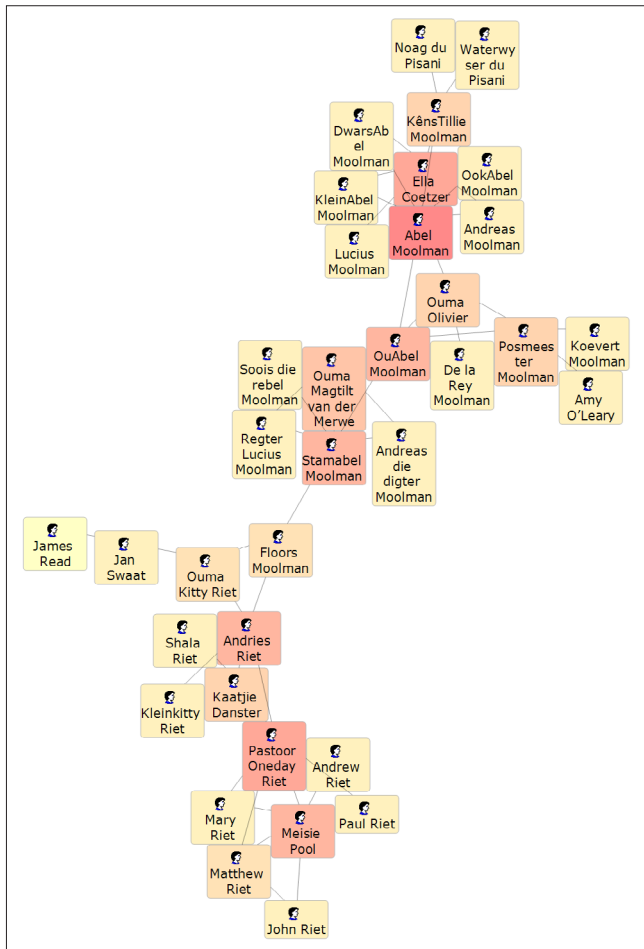 Noag du
Pisani
Waterwy
ser du
Pisani
KênsTillie
Moolman
DwarsAb
el
Moolman
Ella
Coetzer
OokAbel
Moolman
KleinAbel
Moolman
Lucius
Moolman
Abel
Moolman
Andreas
Moolman
Ouma
Olivier
OuAbel
Moolman
Posmees
ter
Moolman
Koevert
Moolman
De la
Rey
Moolman
Amy
O’Leary
Soois die
rebel
Moolman
Ouma
Magtilt
van der
Merwe
Regter
Lucius
Moolman
Stamabel
Moolman
Andreas
die
digter
Moolman
James
Read
Jan
Swaat
Ouma
Kitty Riet
Floors
Moolman
Shala
Riet
Andries
Riet
Kleinkitty
Riet
Kaatjie
Danster
Pastoor
Oneday
Riet
Andrew
Riet
Mary
Riet
Meisie
Pool
Paul Riet
Matthew
Riet
John Riet